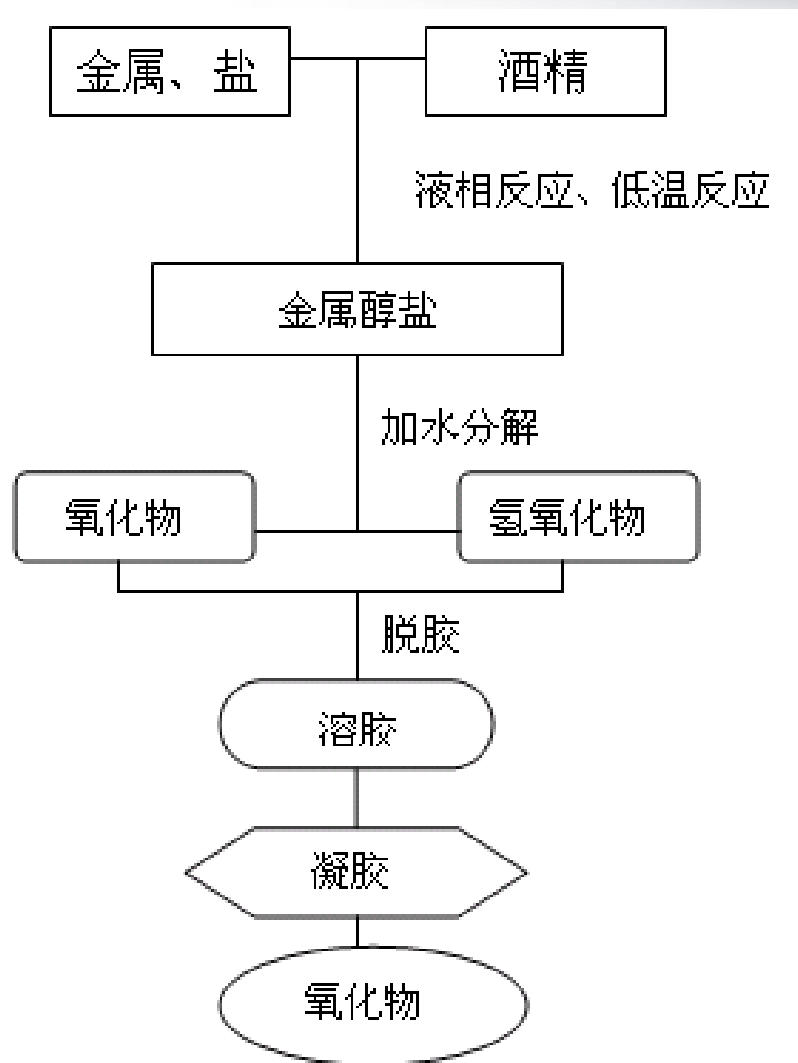 金属、盐
酒精
液相反应、低温反应
金属醇盐
加水分解
氧化物
氢氧化物
脱胶
溶胶
凝胶
氧化物